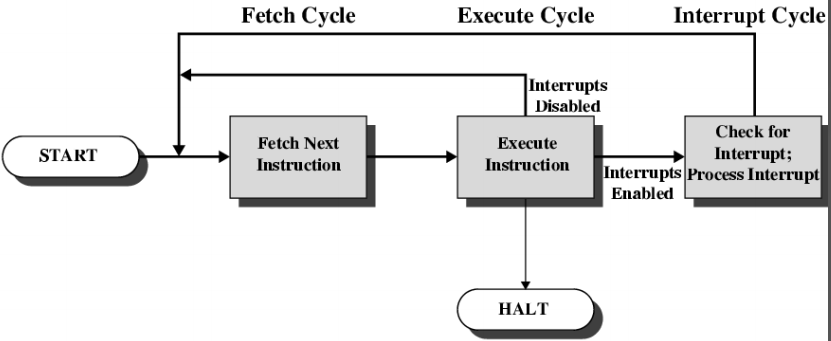 Fetch Cycle
Execute Cycle
Interrupt Cycle
Interrupts
Disabled
START
Fetch Next
Instruction
Execute
Instruction
Interrupts
Enabled
Check for
Interrupt;
Process Interrupt
HALT